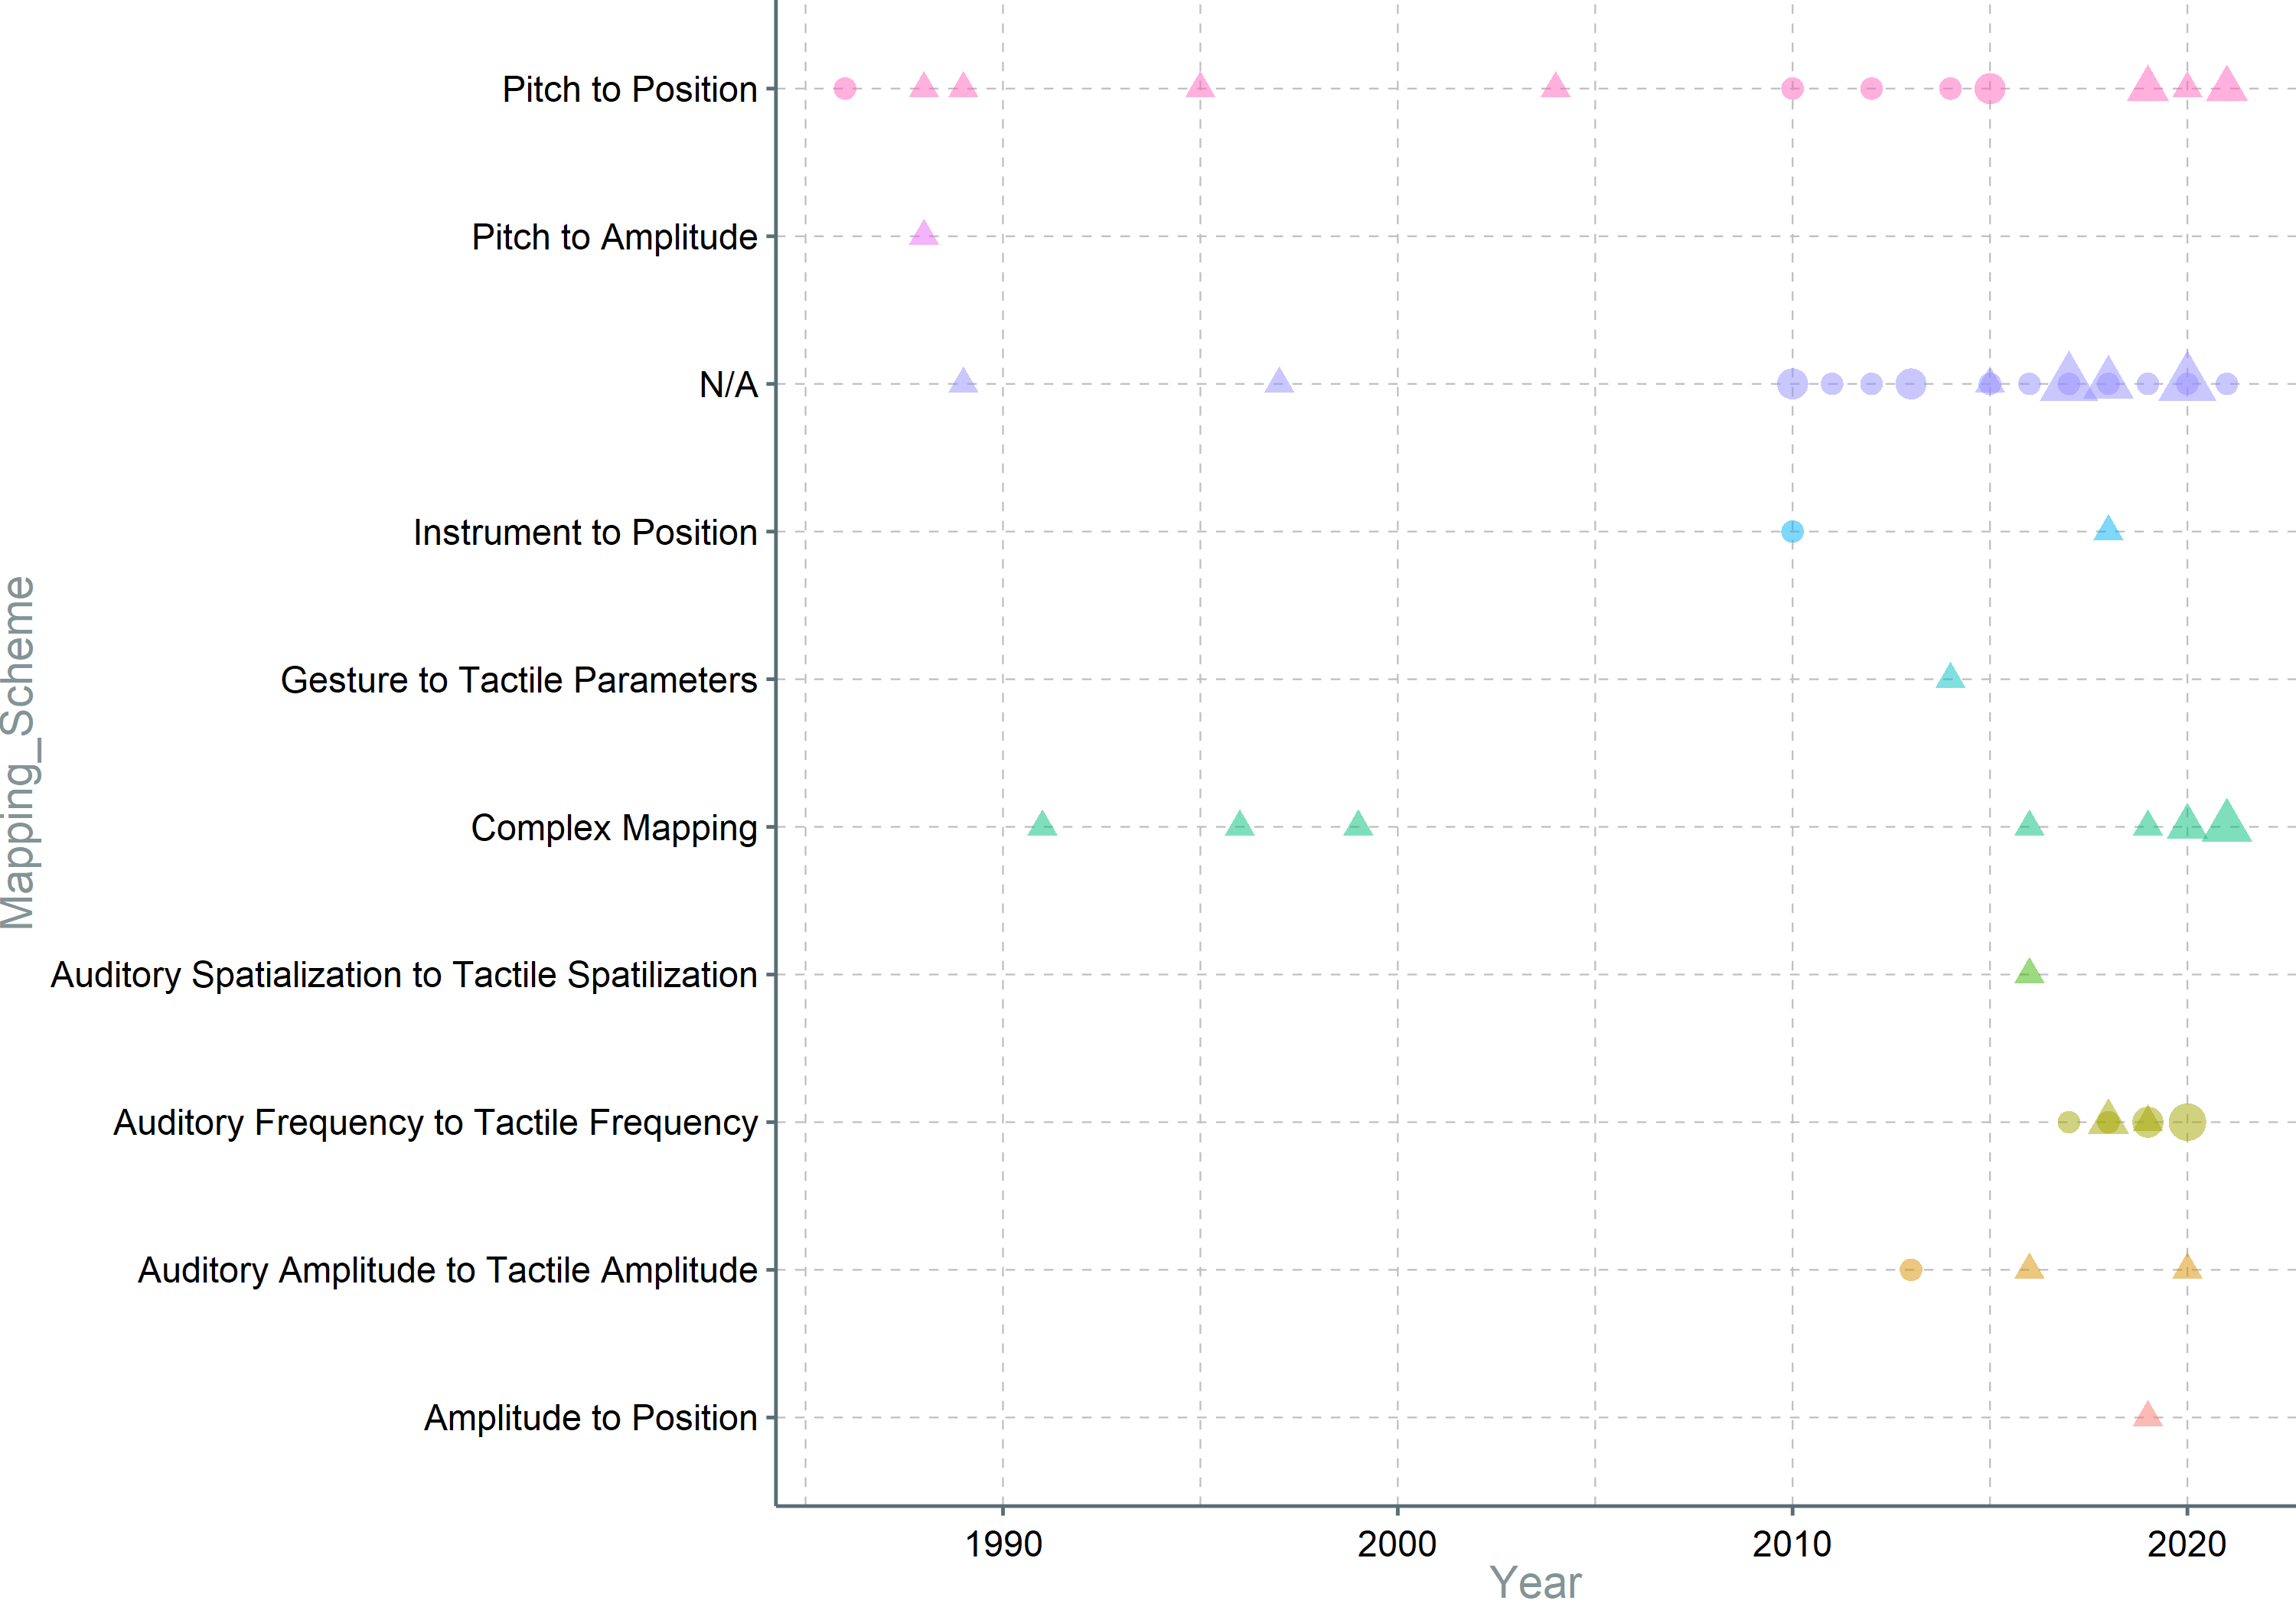 Pitch to Position
Pitch to Amplitude
N/A
Instrument to Position
Gesture to Tactile Parameters
Complex Mapping
Auditory Spatialization to Tactile Spatilization
Auditory Frequency to Tactile Frequency
Auditory Amplitude to Tactile Amplitude
Amplitude to Position
Mapping_Scheme
1990 2000 2010 2020
Year